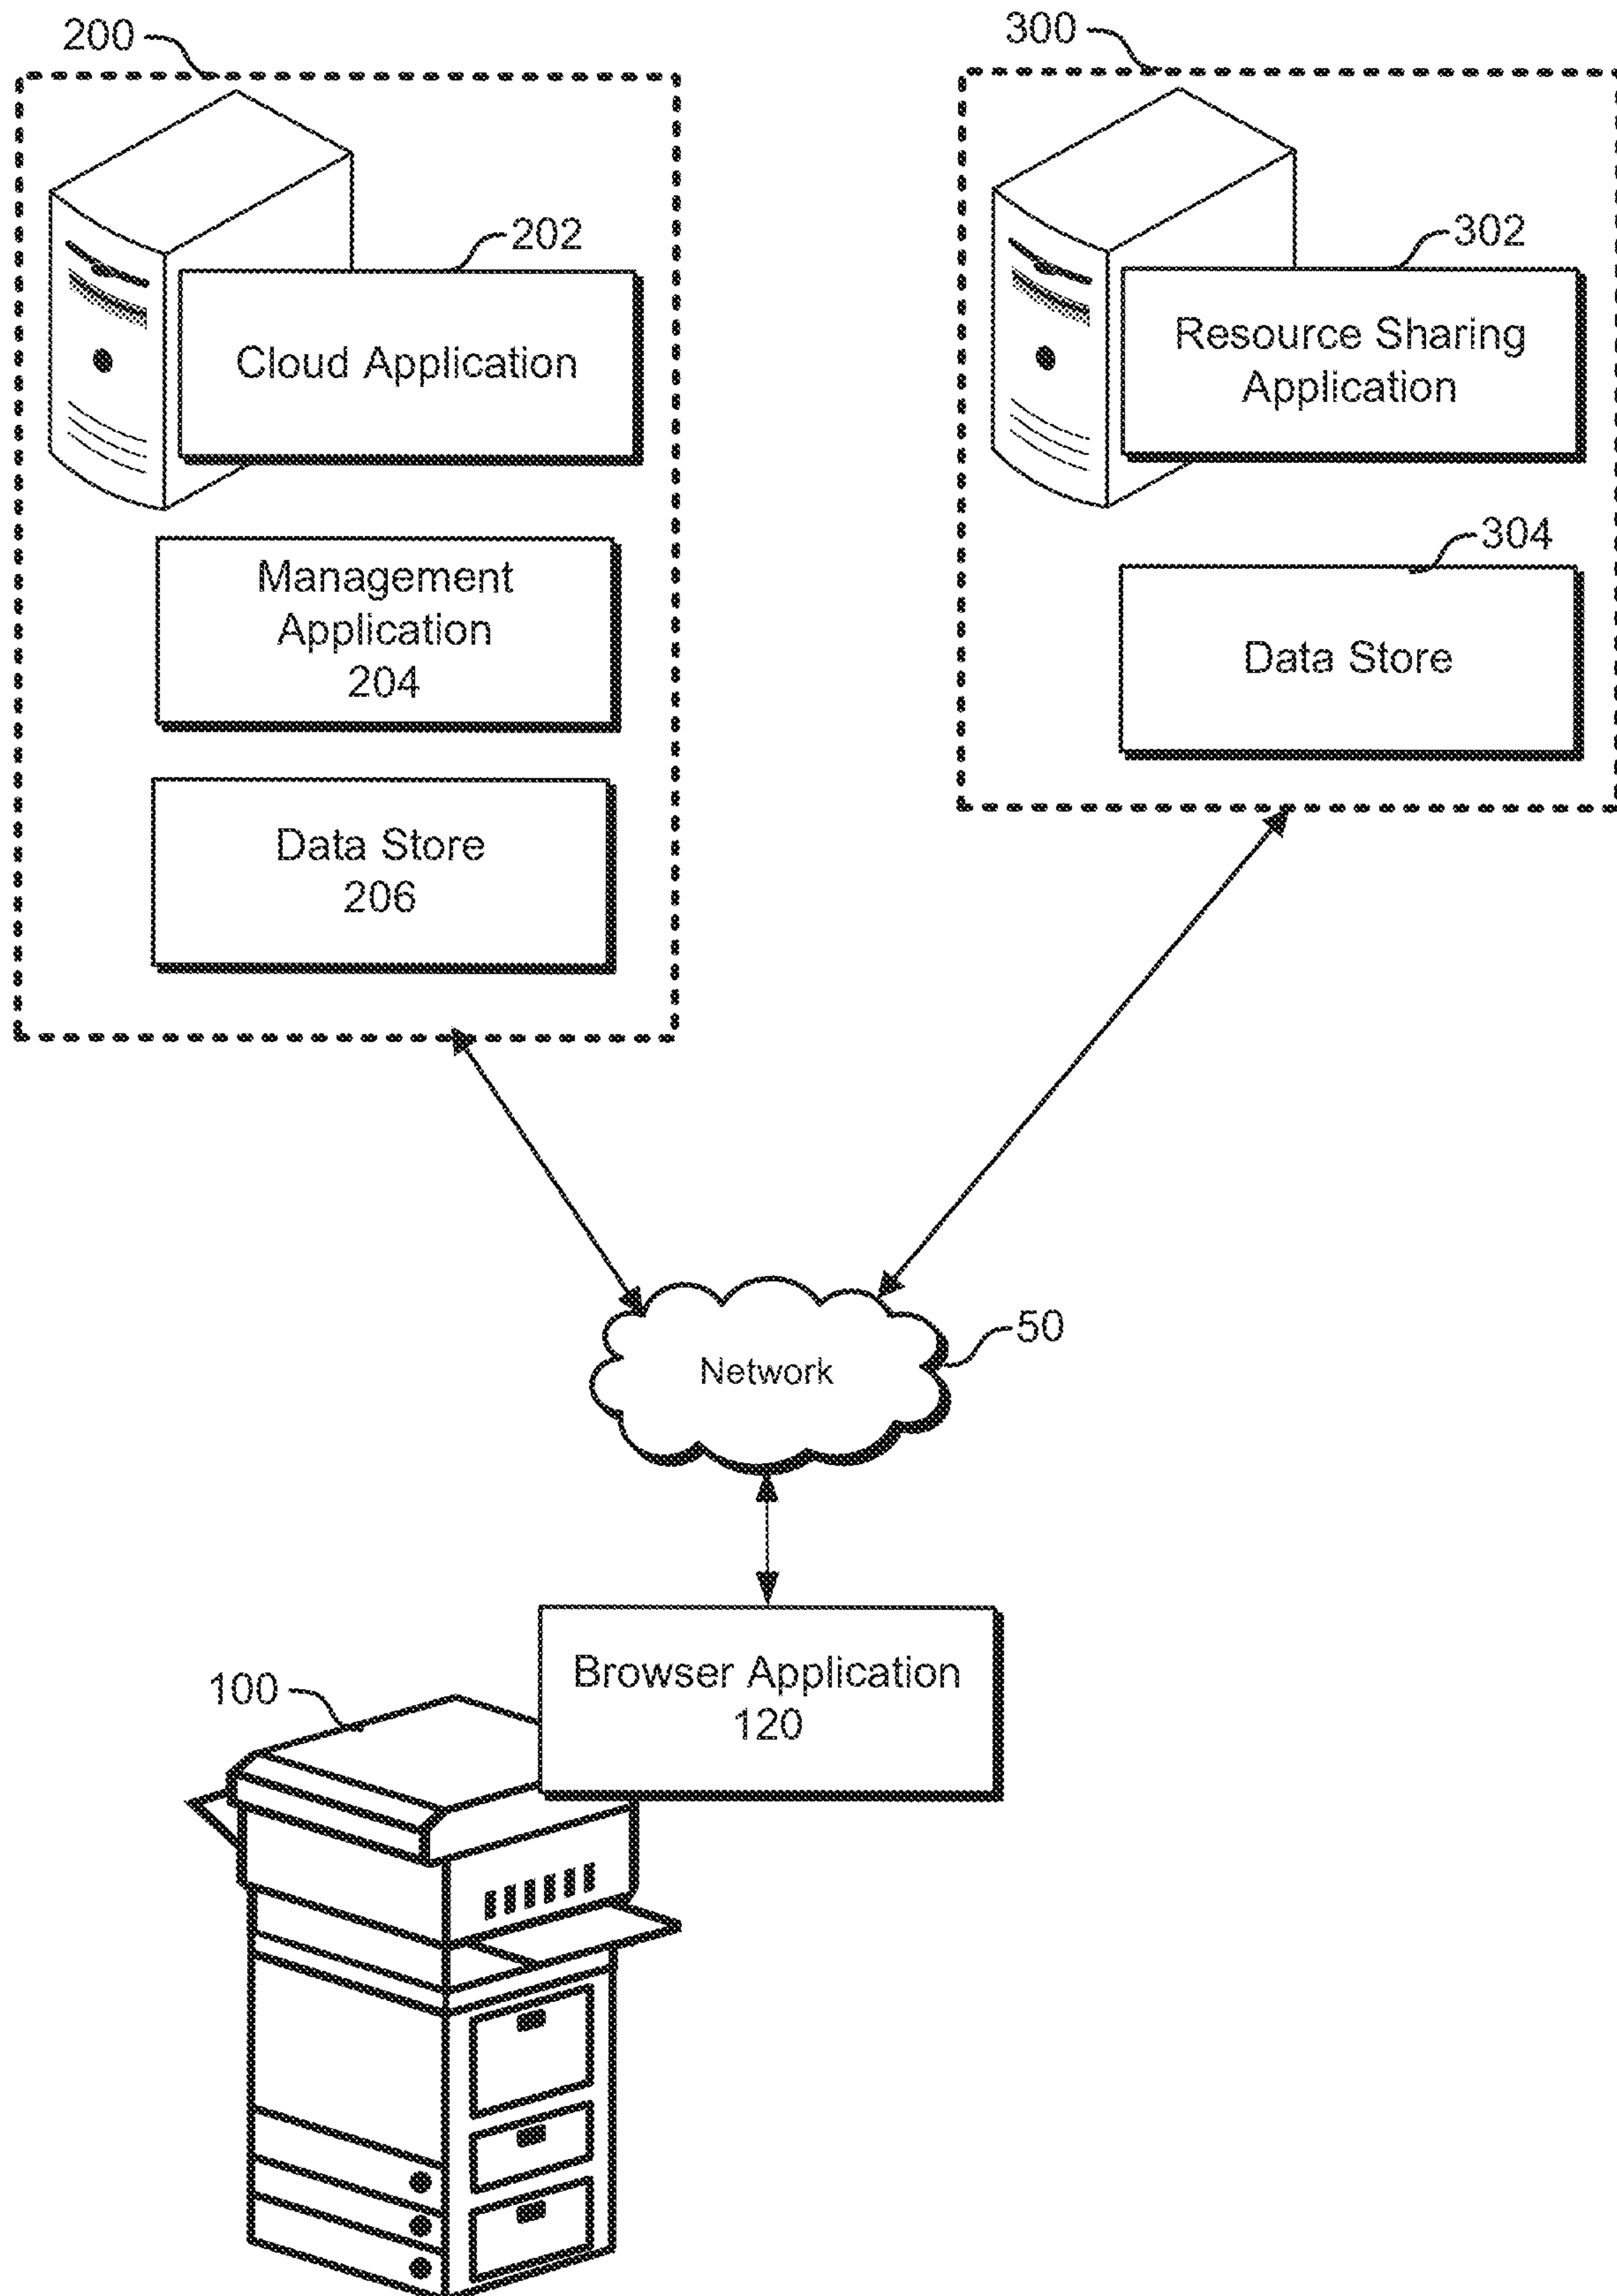 200
300
202
Cloud Application
302
Resource Sharing
Application
Management
Application
204
304
Data Store
Data Store
206
50
Network
Browser Application
120
100